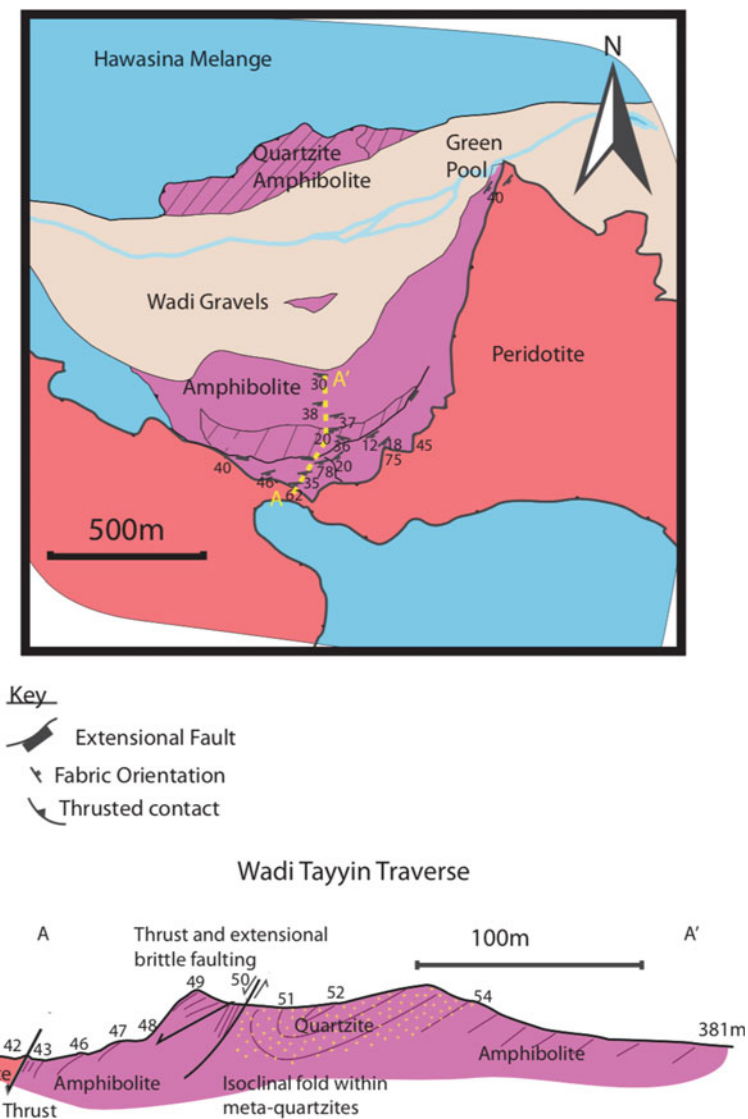 Hawasina Melange
N
Quartzite
Amphibolite
Green
Pool
40
Wadi Gravels
Peridotite
Amphibolite
30
A'
38
37
20
36
12
18
45
75
40
46
78
20
35
62
A
500m
Key
Extensional Fault
Fabric Orientation
Thrusted contact
Wadi Tayyin Traverse
A
Thrust and extensional
brittle faulting
100m
A'
49
50
51
52
54
42
43
46
47
48
381m
Quartzite
te
Amphibolite
Amphibolite
Thrust
Isoclinal fold within
meta-quartzites